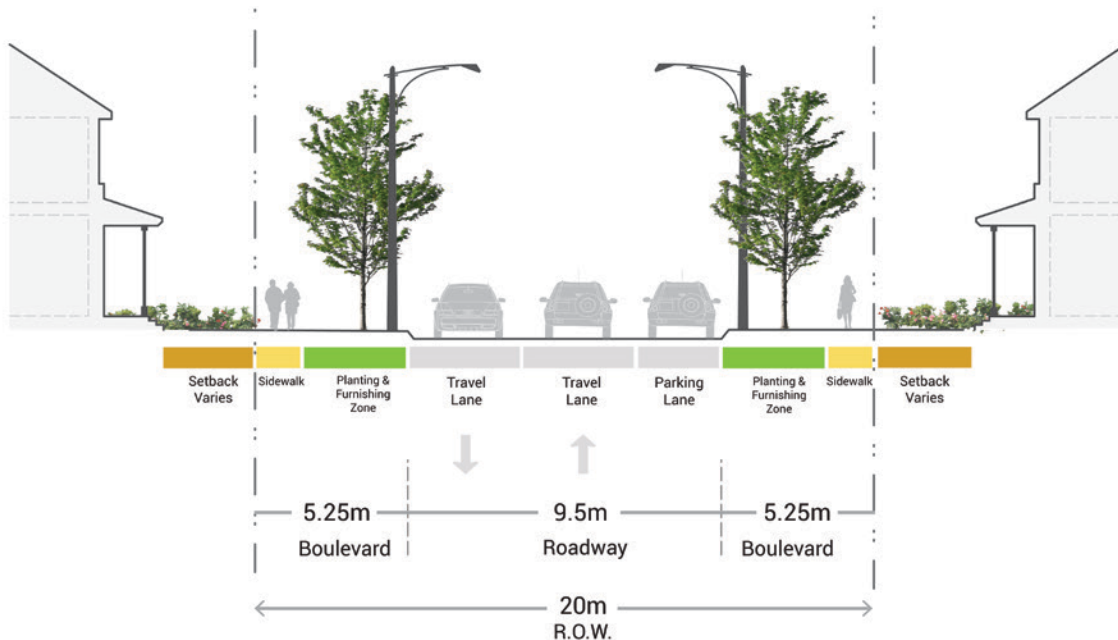 Setback
Varies
Sidewalk
Planting &
Furnishing
Zone
Travel
Lane
Travel
Lane
Parking
Lane
Planting &
Furnishing
Zone
Sidewalk
Setback
Varies
5.25m
Boulevard
9.5m
Roadway
5.25m
Boulevard
20m
R.O.W.